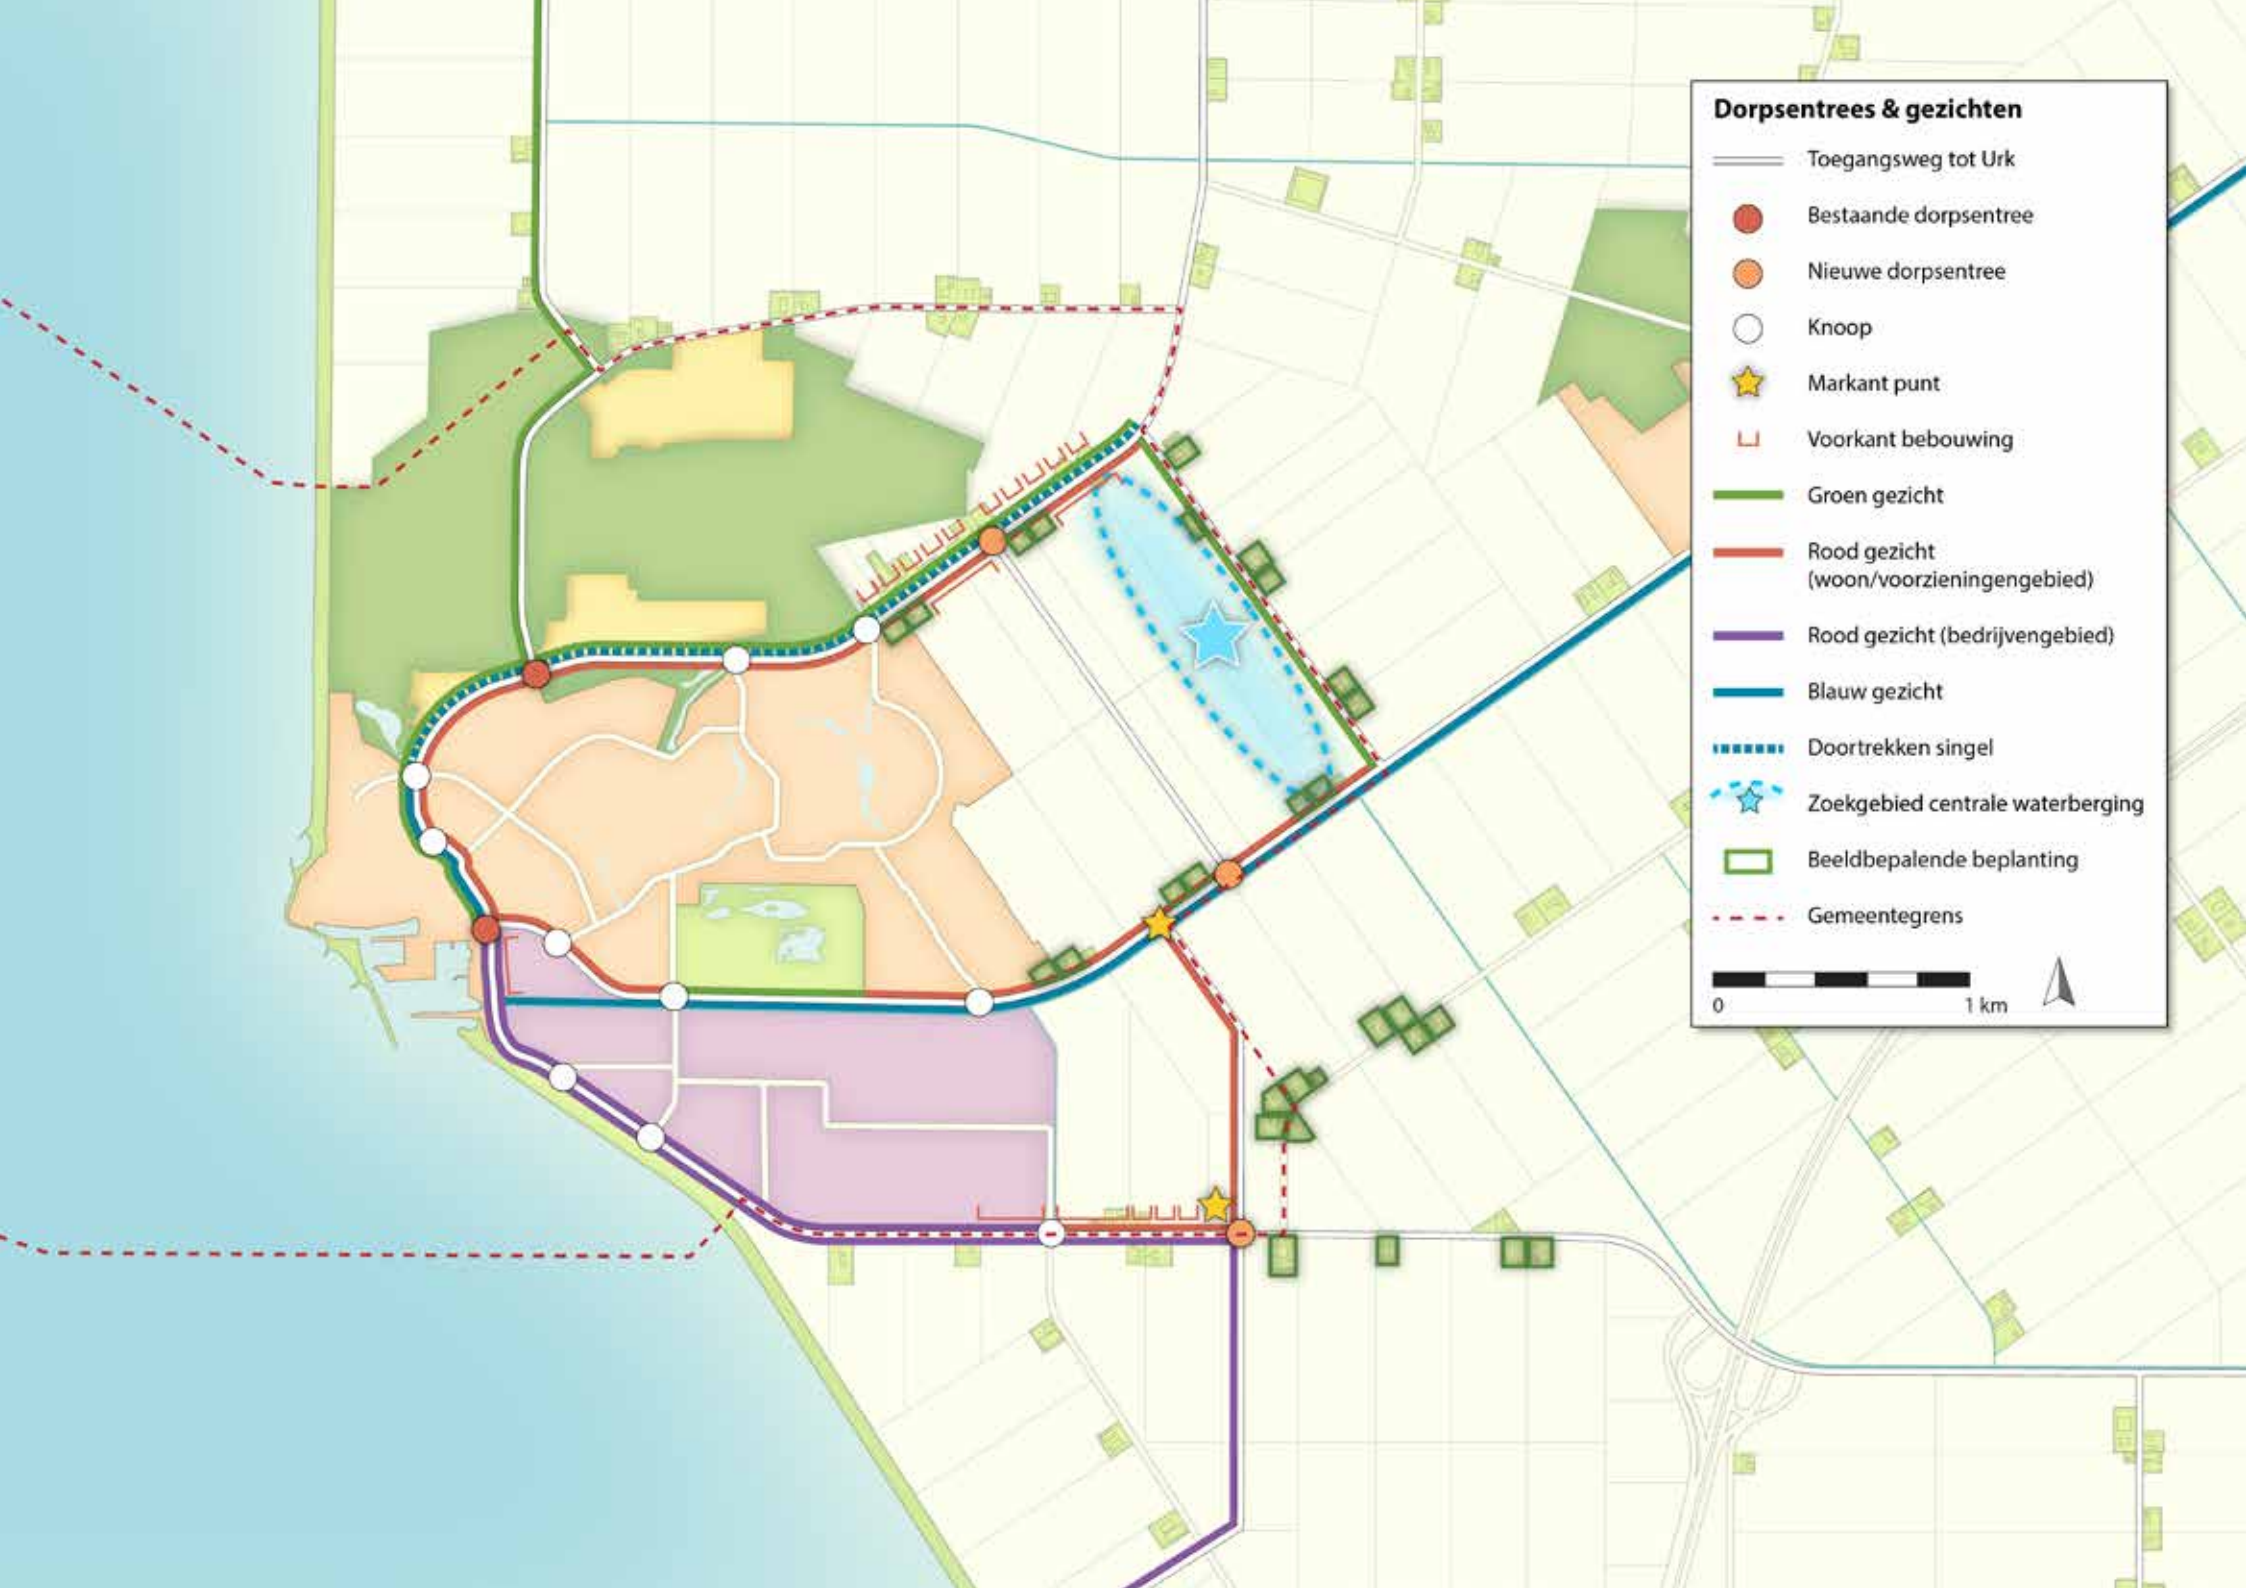 Dorpsentrees & gezichten
Toegangsweg tot Urk
Bestaande dorpsentree
Nieuwe dorpsentree
Knoop
Markant punt
Voorkant bebouwing
Groen gezicht
Rood gezicht
(woon/voorzieningengebied)
Rood gezicht (bedrijvengebied)
Blauw gezicht
Doortrekken singel
Zoekgebied centrale waterberging
Beeldbepalende beplanting
Gemeentegrens
0 1 km